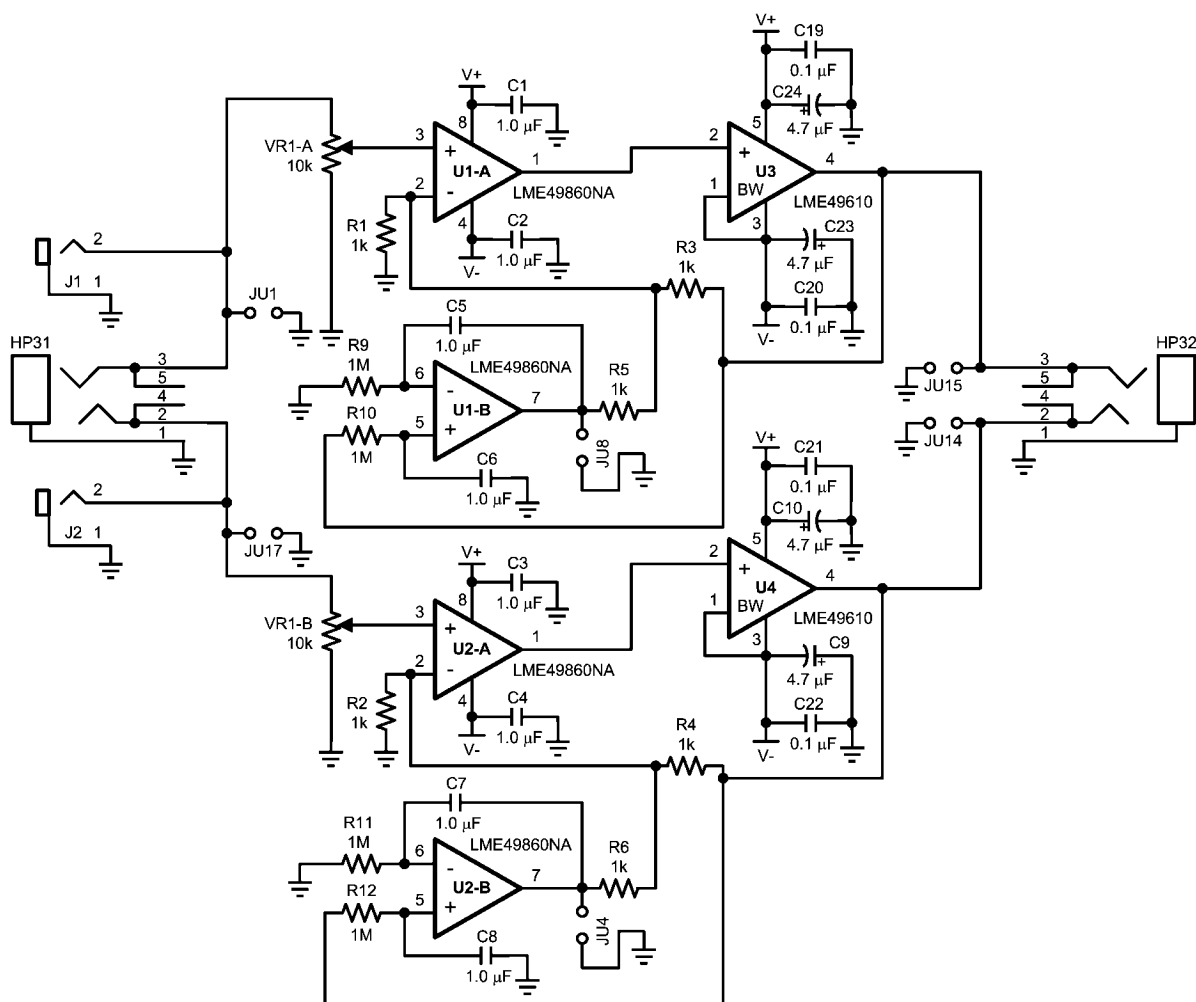 V+
C19
0.1 µF
C24
+
4.7 µF
V+
C1
1.0 µF
8
5
VR1-A
10k
3
+
U1-A
1
2
-
LME49860NA
4
C2
1.0 µF
V-
R1
1k
2
+
U3
4
1
BW
LME49610
3
C23
+
4.7 µF
C20
0.1 µF
V-
R3
1k
2
J1
1
JU1
HP31
3
5
4
2
1
C5
1.0 µF
LME49860NA
R9
1M
6
-
U1-B
7
R10
1M
5
+
R5
1k
JU8
C6
1.0 µF
JU15
JU14
3
5
4
2
1
HP32
2
J2
1
JU17
V+
C21
0.1 µF
C10
+
4.7 µF
5
V+
C3
1.0 µF
8
VR1-B
10k
3
+
U2-A
1
2
-
LME49860NA
4
C4
1.0 µF
V-
R2
1k
2
+
U4
4
1
BW
LME49610
3
C9
+
4.7 µF
C22
0.1 µF
V-
R4
1k
C7
1.0 µF
LME49860NA
R11
1M
6
-
U2-B
7
R12
1M
5
+
R6
1k
JU4
C8
1.0 µF